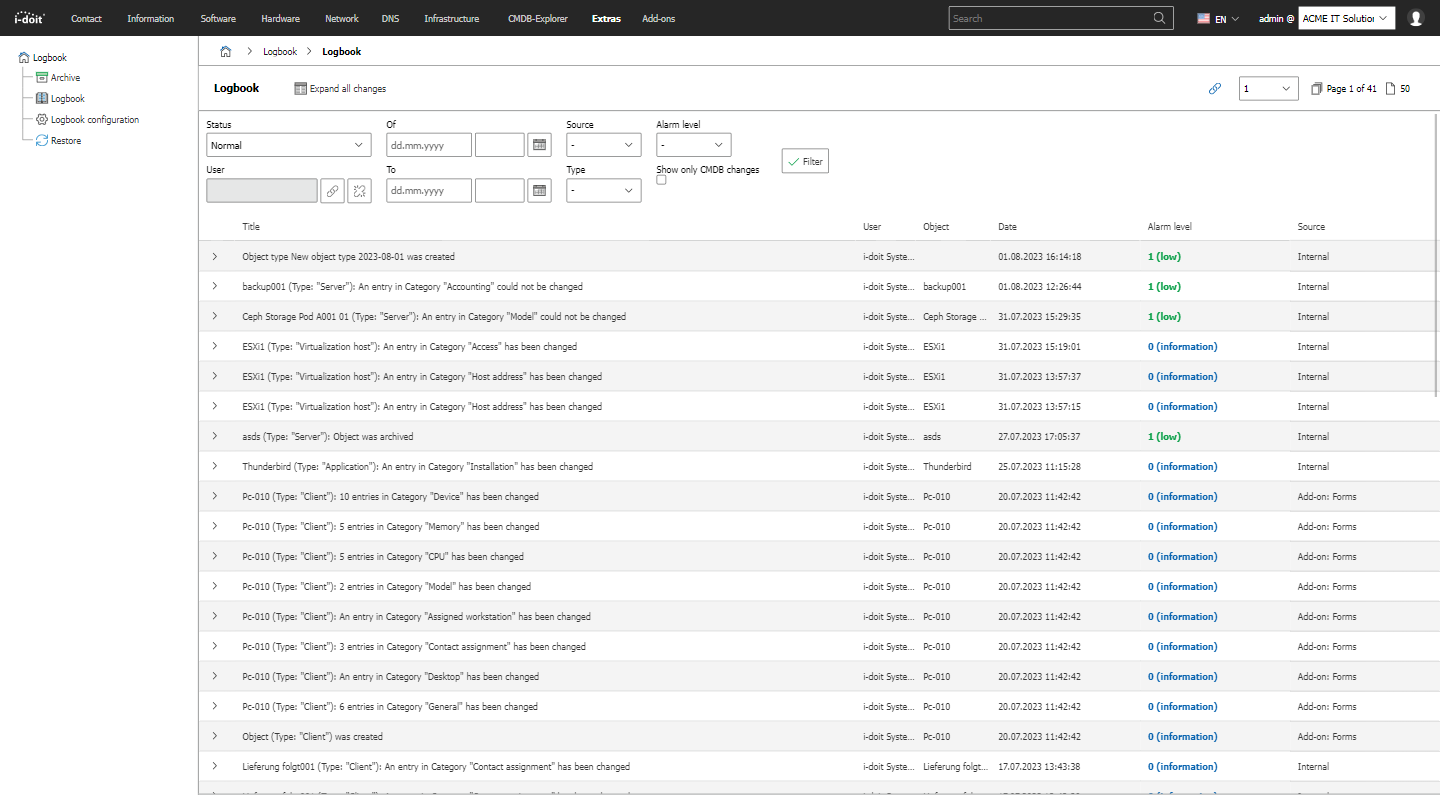 i-doit Contact Information Software Hardware Network DNS Infrastructure CMDB-Explorer Extras Add-ons Search EN admin @ ACME IT Solution
Logbook
Archive
Logbook
Logbook configuration
Restore
Logbook Logbook
Logbook Expand all changes 1 Page 1 of 41 50
Status Of Source Alarm level
Normal dd.mm.yyyy - -
Filter
User To Type Show only CMDB changes
dd.mm.yyyy -
Title User Object Date Alarm level Source
Object type New object type 2023-08-01 was created i-doit Syste... 01.08.2023 16:14:18 1 (low) Internal
backup001 (Type: "Server"): An entry in Category "Accounting" could not be changed i-doit Syste... backup001 01.08.2023 12:26:44 1 (low) Internal
Ceph Storage Pod A001 01 (Type: "Server"): An entry in Category "Model" could not be changed i-doit Syste... Ceph Storage ... 31.07.2023 15:29:35 1 (low) Internal
ESXi1 (Type: "Virtualization host"): An entry in Category "Access" has been changed i-doit Syste... ESXi1 31.07.2023 15:19:01 0 (information) Internal
ESXi1 (Type: "Virtualization host"): An entry in Category "Host address" has been changed i-doit Syste... ESXi1 31.07.2023 13:57:37 0 (information) Internal
ESXi1 (Type: "Virtualization host"): An entry in Category "Host address" has been changed i-doit Syste... ESXi1 31.07.2023 13:57:15 0 (information) Internal
asds (Type: "Server"): Object was archived i-doit Syste... asds 27.07.2023 17:05:37 1 (low) Internal
Thunderbird (Type: "Application"): An entry in Category "Installation" has been changed i-doit Syste... Thunderbird 25.07.2023 11:15:28 0 (information) Internal
Pc-010 (Type: "Client"): 10 entries in Category "Device" has been changed i-doit Syste... Pc-010 20.07.2023 11:42:42 0 (information) Add-on: Forms
Pc-010 (Type: "Client"): 5 entries in Category "Memory" has been changed i-doit Syste... Pc-010 20.07.2023 11:42:42 0 (information) Add-on: Forms
Pc-010 (Type: "Client"): 5 entries in Category "CPU" has been changed i-doit Syste... Pc-010 20.07.2023 11:42:42 0 (information) Add-on: Forms
Pc-010 (Type: "Client"): 2 entries in Category "Model" has been changed i-doit Syste... Pc-010 20.07.2023 11:42:42 0 (information) Add-on: Forms
Pc-010 (Type: "Client"): An entry in Category "Assigned workstation" has been changed i-doit Syste... Pc-010 20.07.2023 11:42:42 0 (information) Add-on: Forms
Pc-010 (Type: "Client"): 3 entries in Category "Contact assignment" has been changed i-doit Syste... Pc-010 20.07.2023 11:42:42 0 (information) Add-on: Forms
Pc-010 (Type: "Client"): An entry in Category "Desktop" has been changed i-doit Syste... Pc-010 20.07.2023 11:42:42 0 (information) Add-on: Forms
Pc-010 (Type: "Client"): 6 entries in Category "General" has been changed i-doit Syste... Pc-010 20.07.2023 11:42:42 0 (information) Add-on: Forms
Object (Type: "Client") was created i-doit Syste... Pc-010 20.07.2023 11:42:42 0 (information) Add-on: Forms
Lieferung folgt001 (Type: "Client"): An entry in Category "Contact assignment" has been changed i-doit Syste... Lieferung folgt... 17.07.2023 13:43:38 0 (information) Internal